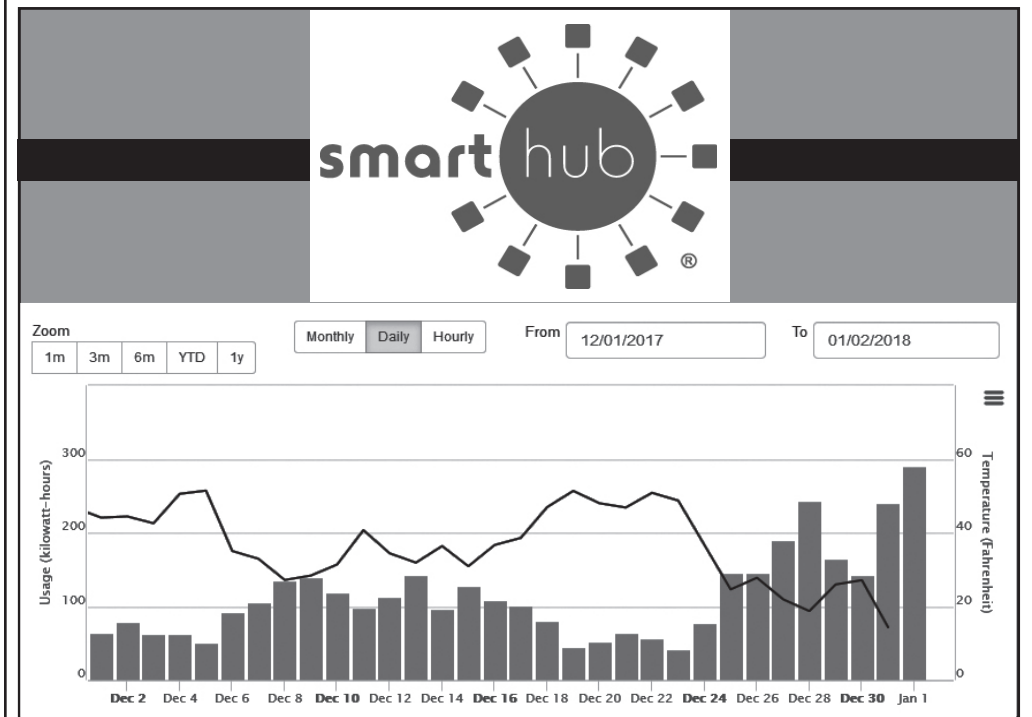 smart hub
®
Zoom
1m 3m 6m YTD 1y
Monthly Daily Hourly
From 12/01/2017
To 01/02/2018
Usage (kilowatt-hours)
300
200
100
0
60
40
20
0
Temperature (Fahrenheit)
Dec 2 Dec 4 Dec 6 Dec 8 Dec 10 Dec 12 Dec 14 Dec 16 Dec 18 Dec 20 Dec 22 Dec 24 Dec 26 Dec 28 Dec 30 Jan 1